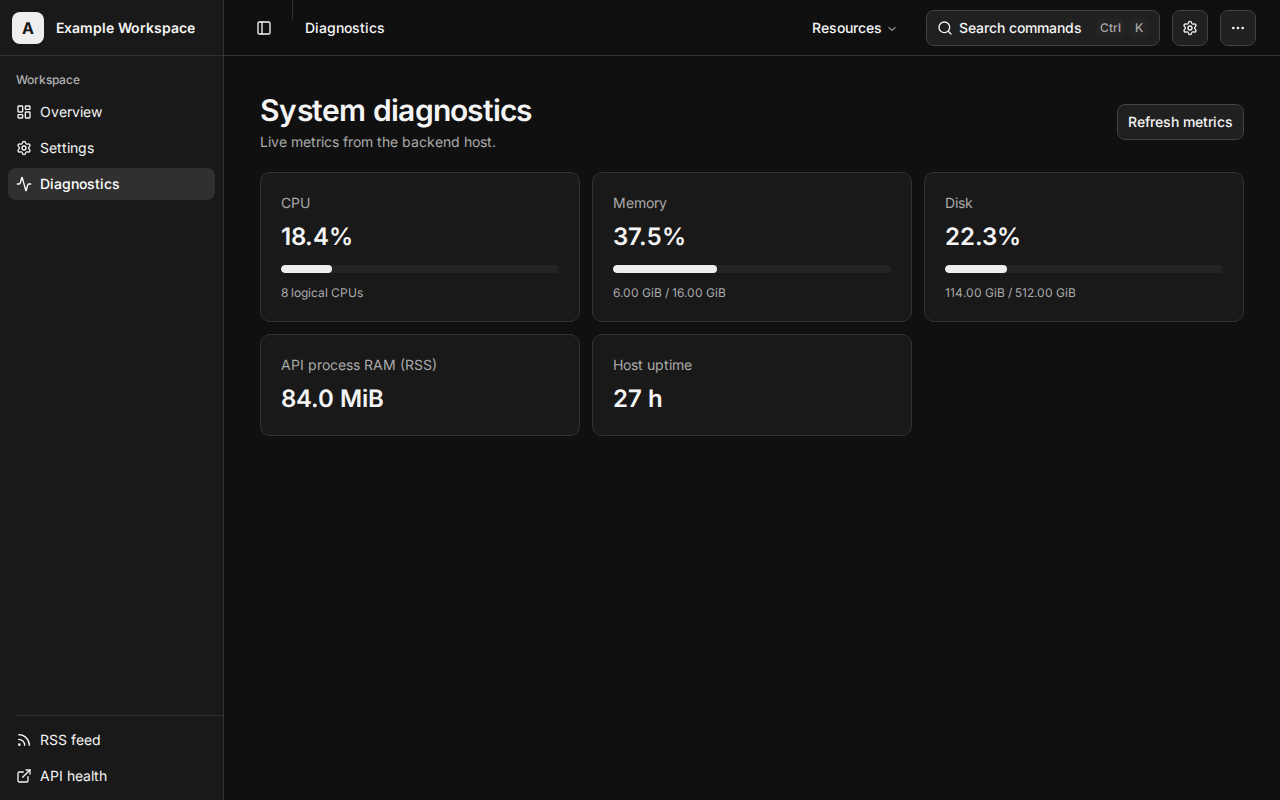 A
Example Workspace
Diagnostics
Resources
Search commands
Ctrl
K
Workspace
Overview
Settings
Diagnostics
System diagnostics
Live metrics from the backend host.
Refresh metrics
CPU
18.4%
8 logical CPUs
Memory
37.5%
6.00 GiB / 16.00 GiB
Disk
22.3%
114.00 GiB / 512.00 GiB
API process RAM (RSS)
84.0 MiB
Host uptime
27 h
RSS feed
API health